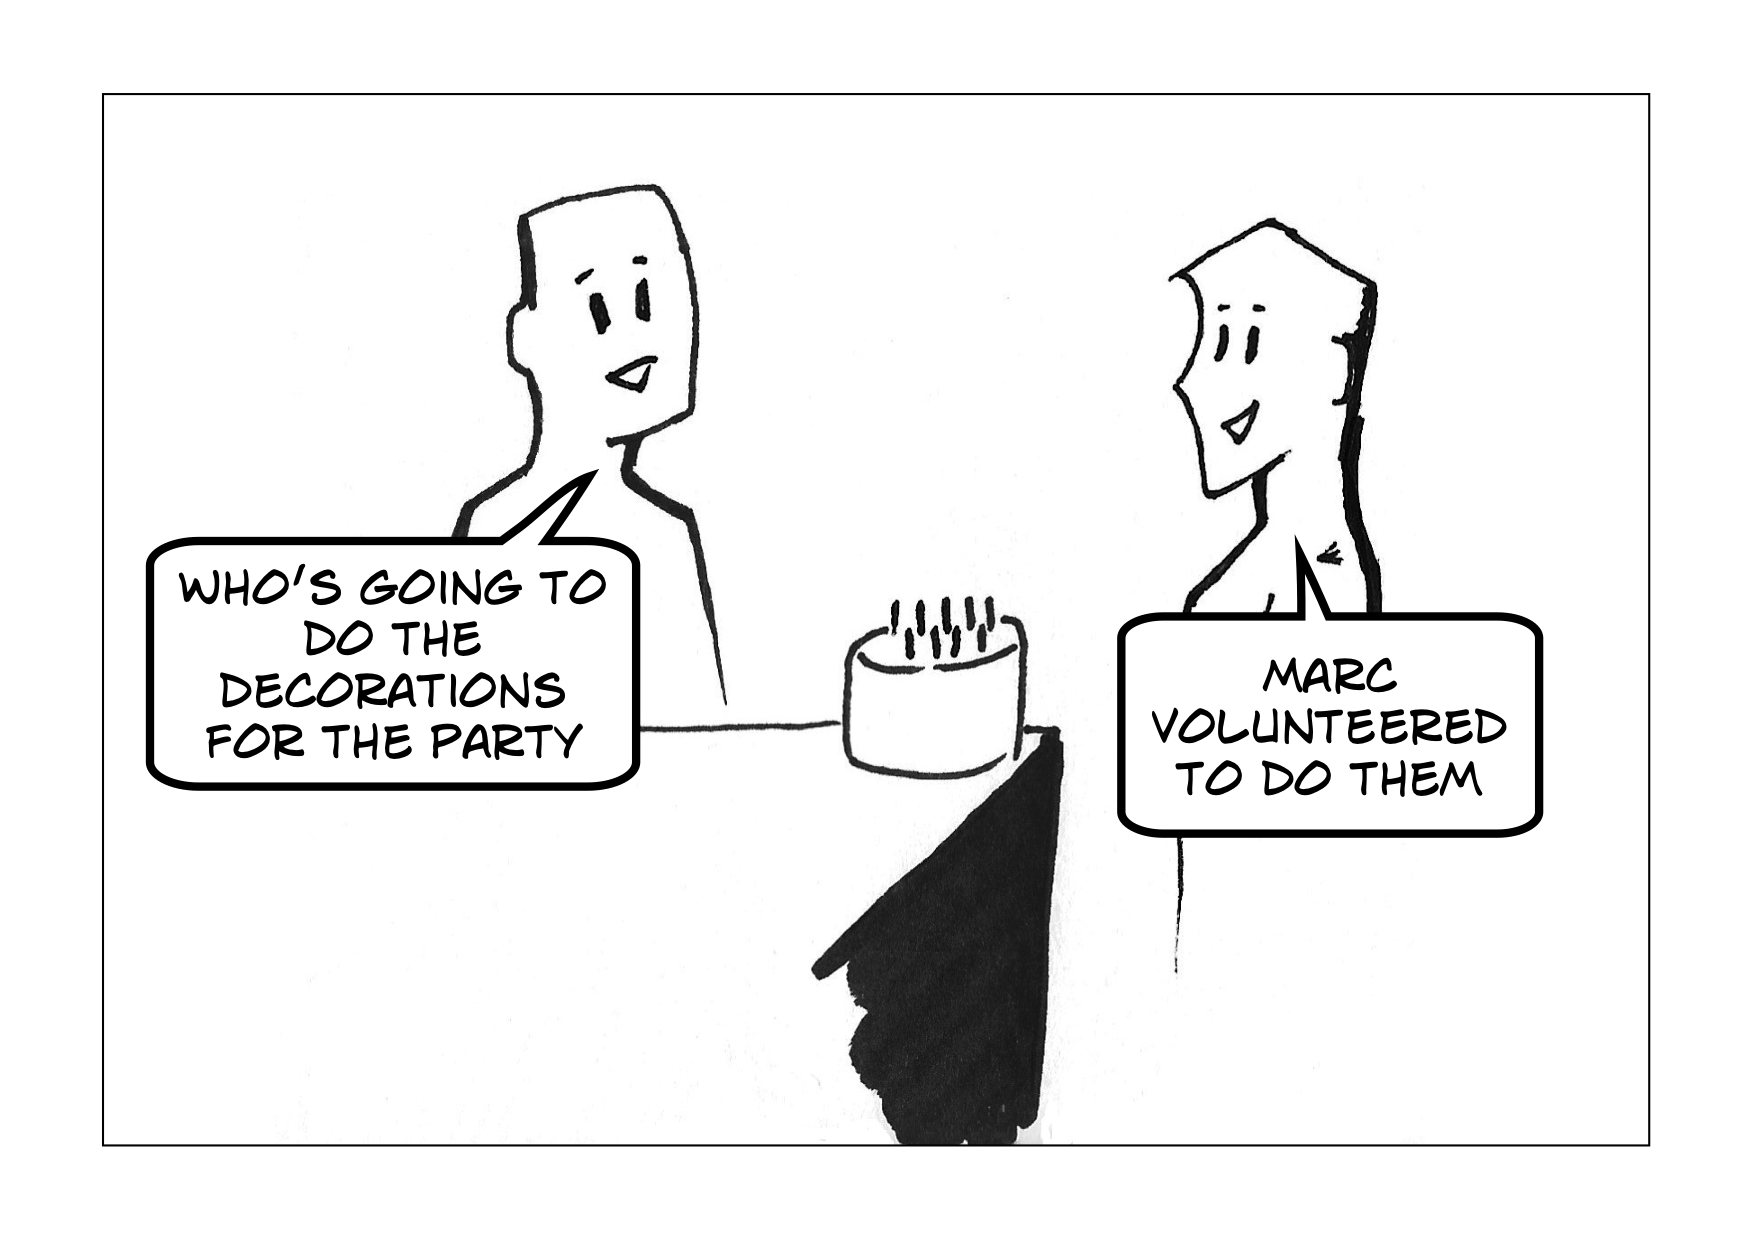 WHO'S GOING TO
DO THE
DECORATIONS
FOR THE PARTY
MARC
VOLUNTEERED
TO DO THEM